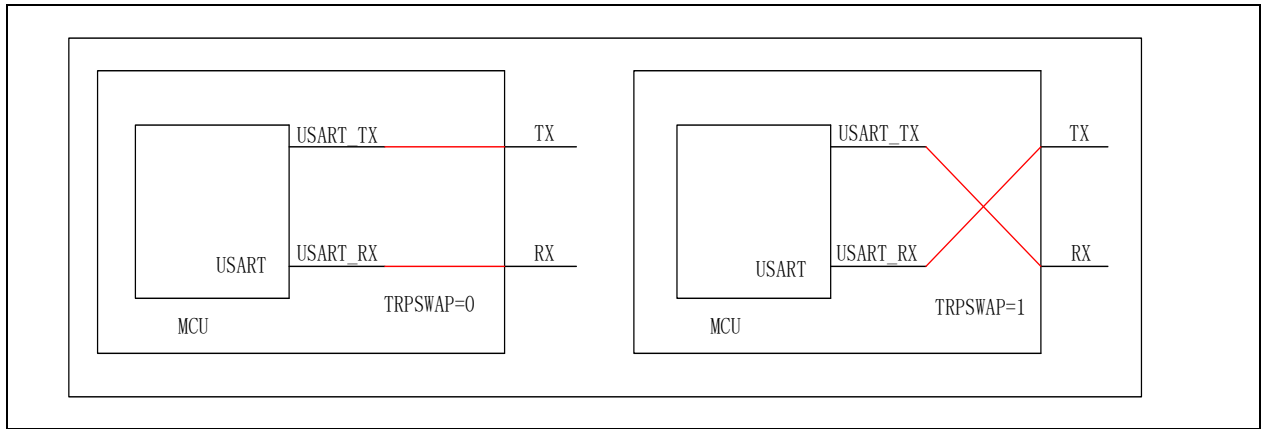 USART_TX
TX
USART_RX
RX
USART
TRPSWAP=0
MCU
USART_TX
TX
USART_RX
RX
USART
TRPSWAP=1
MCU